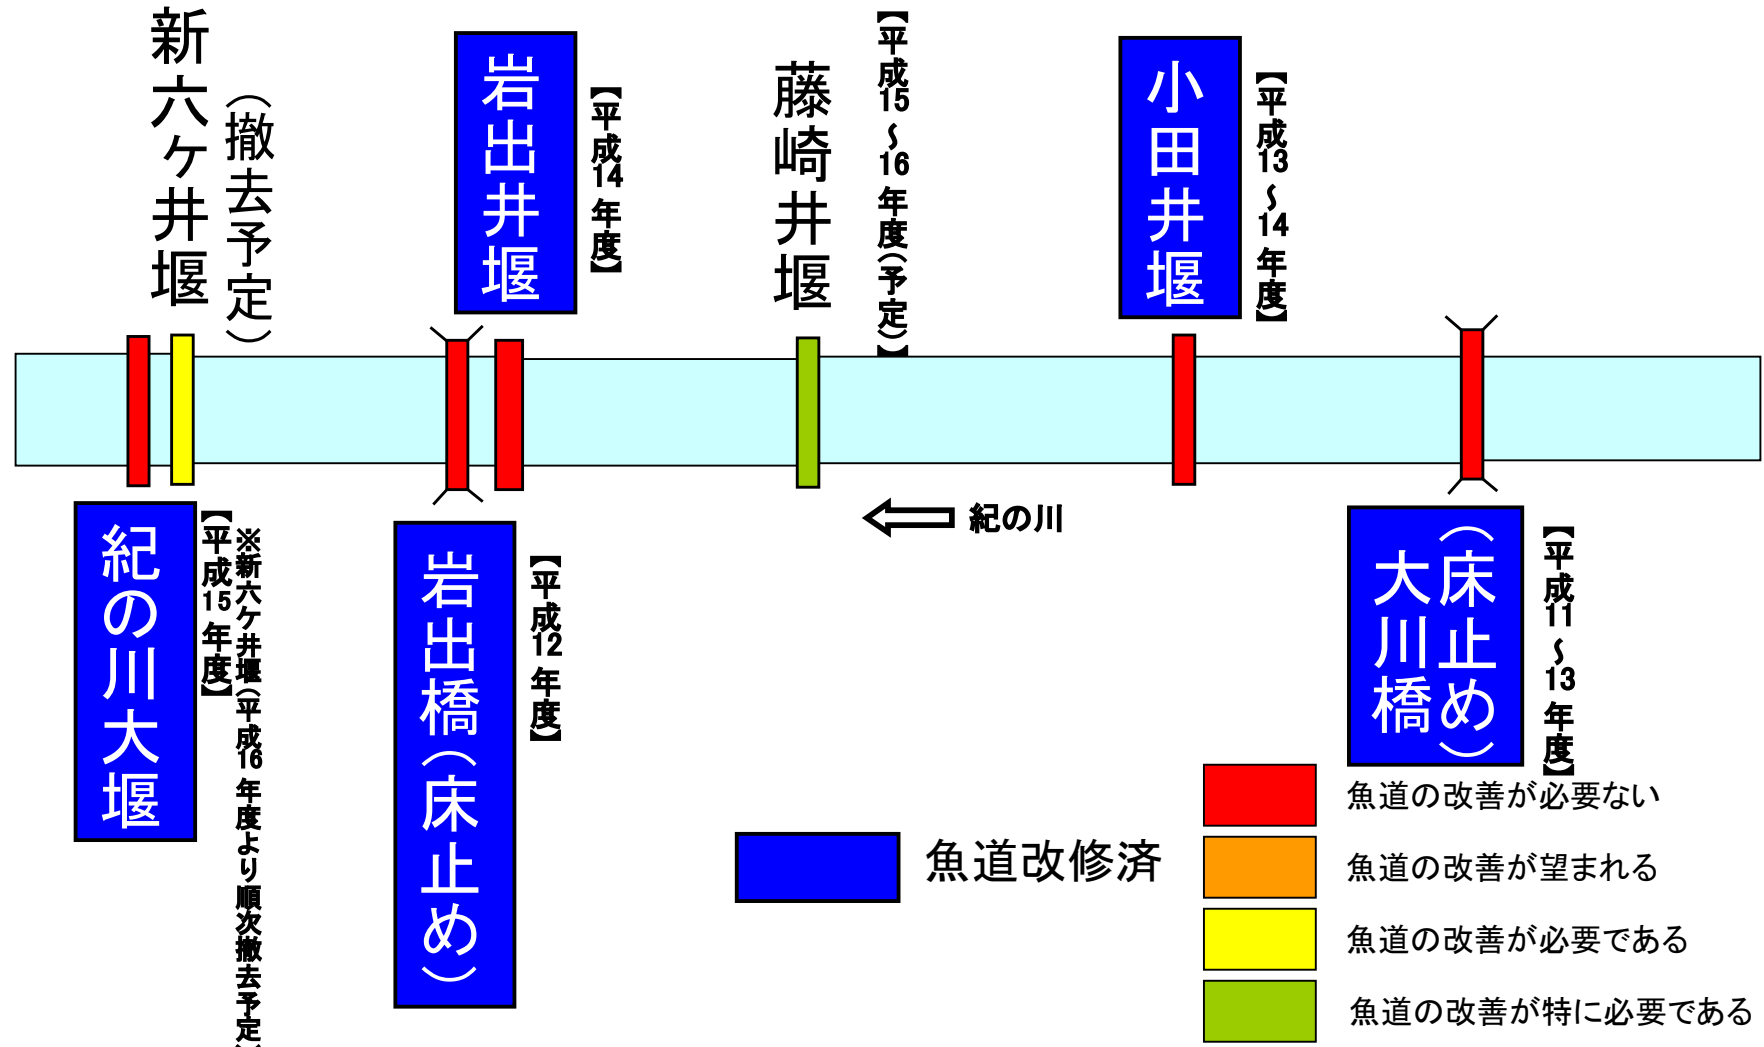 新六ヶ井堰
（撤去予定）
岩出井堰
【平成14年度】
藤崎井堰
【平成15～16年度（予定）】
小田井堰
【平成13～14年度】
紀の川大堰
【平成15年度】
※新六ケ井堰（平成16年度より順次撤去予定）
岩出橋（床止め）
【平成12年度】
紀の川
大川橋
（床止め）
【平成11～13年度】
魚道改修済
魚道の改善が必要ない
魚道の改善が望まれる
魚道の改善が必要である
魚道の改善が特に必要である